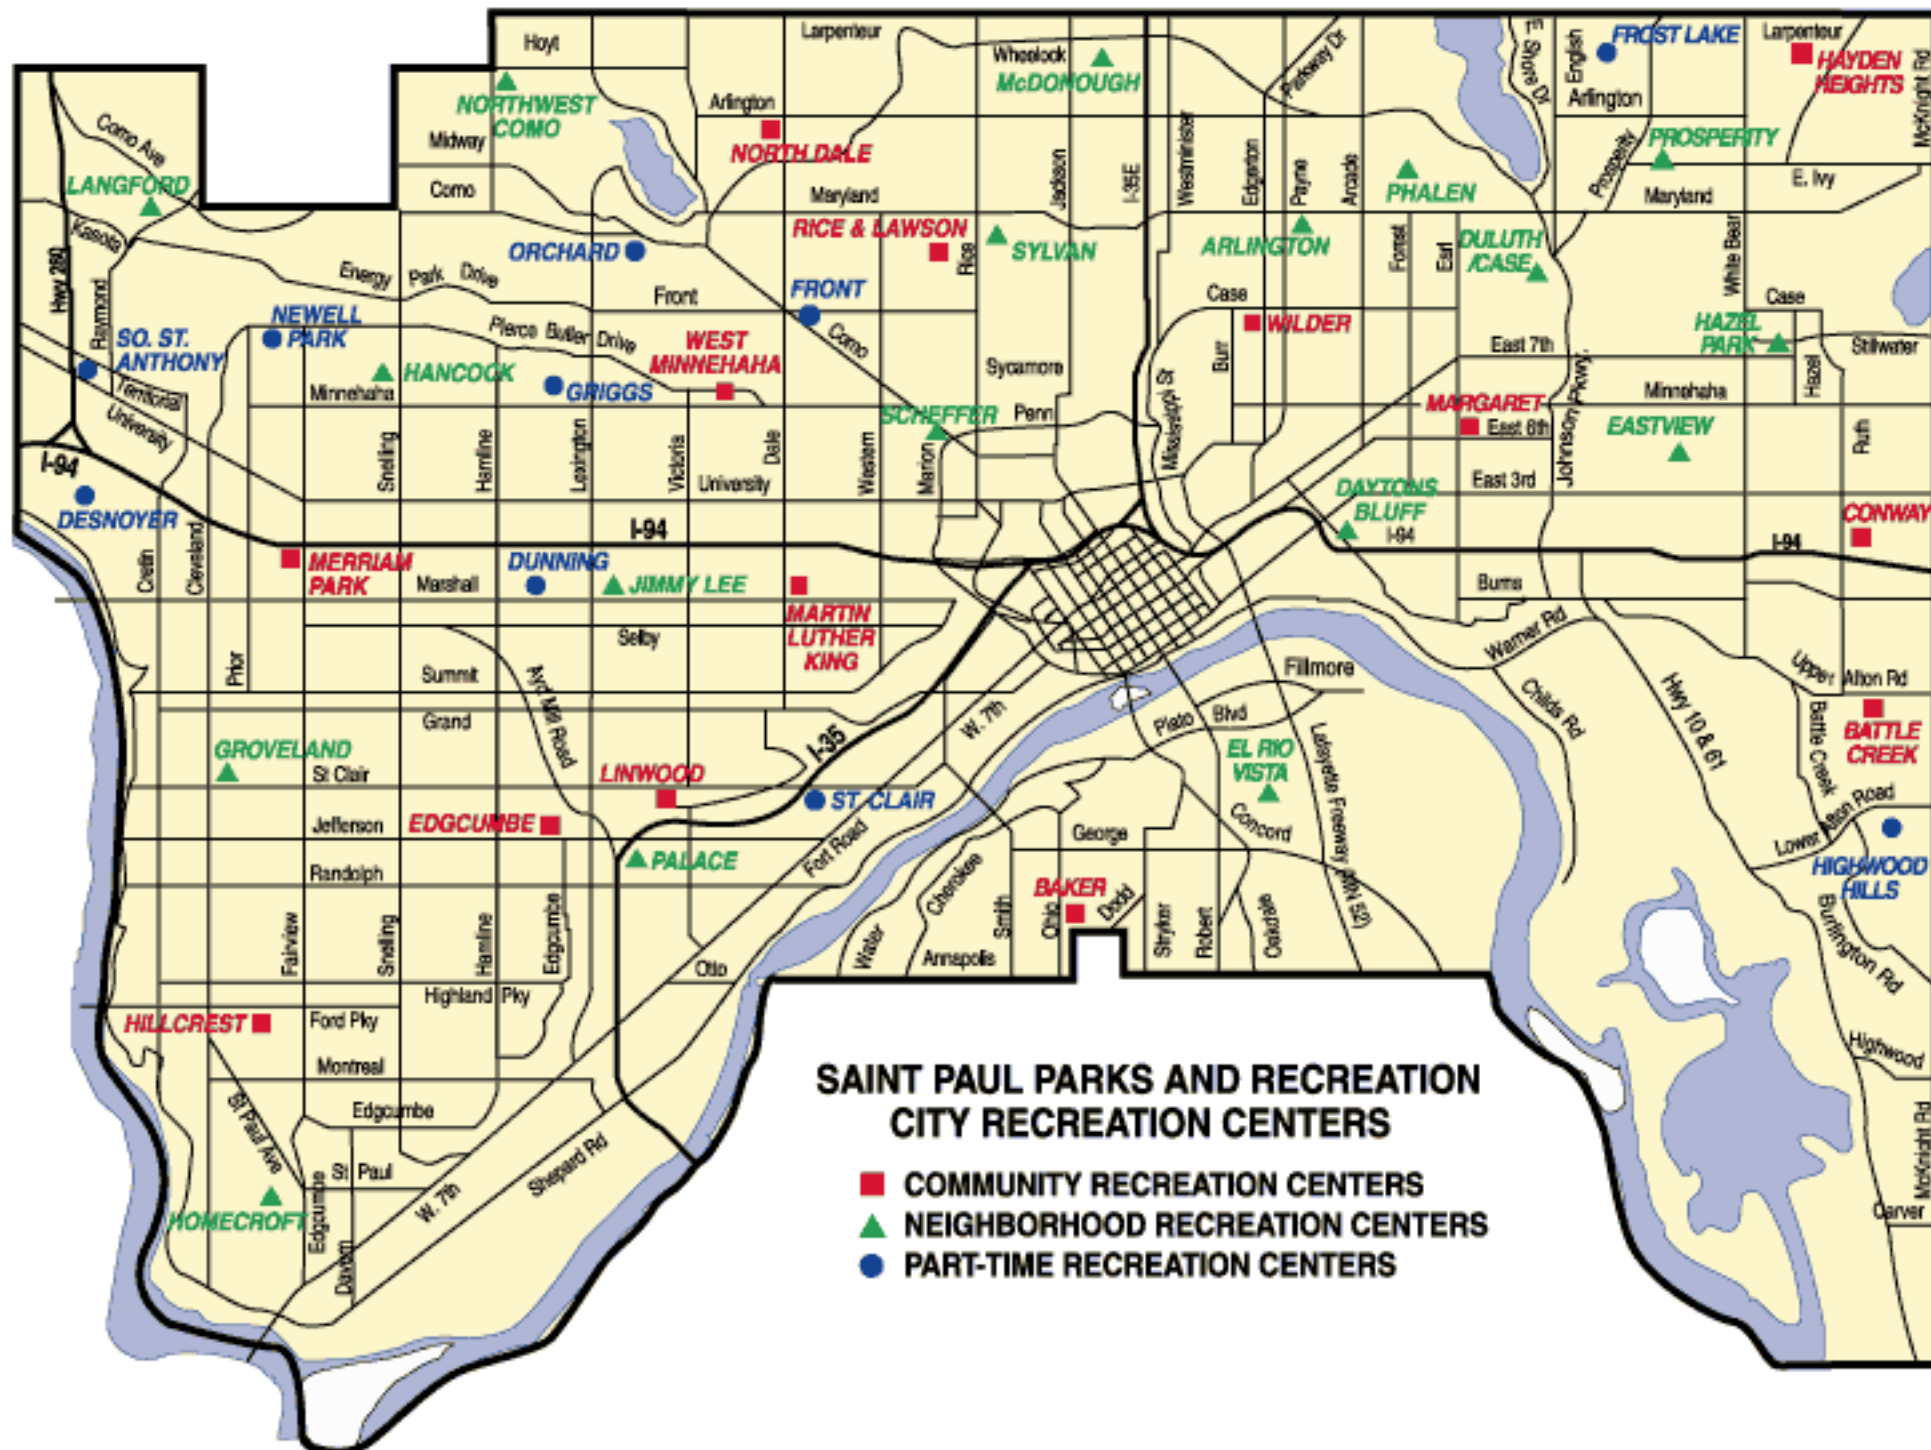 Hoyt
Larpenteur
Wheelock
McDONOUGH
Parkway Dr
E. Shore Dr
English
FROST LAKE
Larpenteur
HAYDEN
HEIGHTS
McKnight Rd
NORTHWEST
COMO
Arlington
Arlington
Como Ave
Midway
NORTH DALE
Prosperity
PROSPERITY
LANGFORD
Como
Maryland
Jackson
I-35E
Westminister
Edgerton
Payne
Arcade
PHALEN
Maryland
E. Ivy
Kasota
Hwy 280
Raymond
ORCHARD
RICE & LAWSON
Rice
SYLVAN
ARLINGTON
Forrest
Earl
DULUTH
/CASE
White Bear
Energy Park Drive
Front
FRONT
Case
Case
NEWELL
PARK
SO. ST.
ANTHONY
Pierce Butler Drive
WEST
MINNEHAHA
Como
WILDER
East 7th
HAZEL
PARK
Stillwater
HANCOCK
GRIGGS
Sycamore
Burr
Mississippi St
Johnson Pkwy.
Minnehaha
Hazel
Territorial
Minnehaha
University
SCHEFFER
Penn
MARGARET
East 6th
EASTVIEW
Ruth
I-94
Snelling
Hamline
Lexington
Victoria
Dale
Western
Marion
University
East 3rd
DAYTONS
BLUFF
I-94
DESNOYER
Cretin
Cleveland
I-94
I-94
CONWAY
MERRIAM
PARK
Marshall
DUNNING
JIMMY LEE
MARTIN
LUTHER
KING
Burns
Selby
Warner Rd
Prior
Summit
Ayd Mill Road
Fillmore
Upper Afton Rd
Grand
W. 7th
Plato Blvd
Childs Rd
Hwy 10 & 61
Battle Creek
BATTLE
CREEK
GROVELAND
St Clair
I-35
EL RIO
VISTA
Lafayette Freeway (MN 52)
LINWOOD
ST. CLAIR
Jefferson
EDGCUMBE
Fort Road
George
Concord
Lower Afton Road
PALACE
Randolph
HIGHWOOD
HILLS
Cherokee
BAKER
Fairview
Snelling
Hamline
Edgcumbe
Otto
Water
Annapolis
Smith
Ohio
Dodd
Stryker
Robert
Oakdale
Burlington Rd
Highland Pky
HILLCREST
Ford Pky
Highwood
Montreal
Edgcumbe
St Paul Ave
St Paul
Edgcumbe
Davern
W. 7th
Shepard Rd
HOMECROFT
McKnight Rd
Carver
SAINT PAUL PARKS AND RECREATION
CITY RECREATION CENTERS
COMMUNITY RECREATION CENTERS
NEIGHBORHOOD RECREATION CENTERS
PART-TIME RECREATION CENTERS